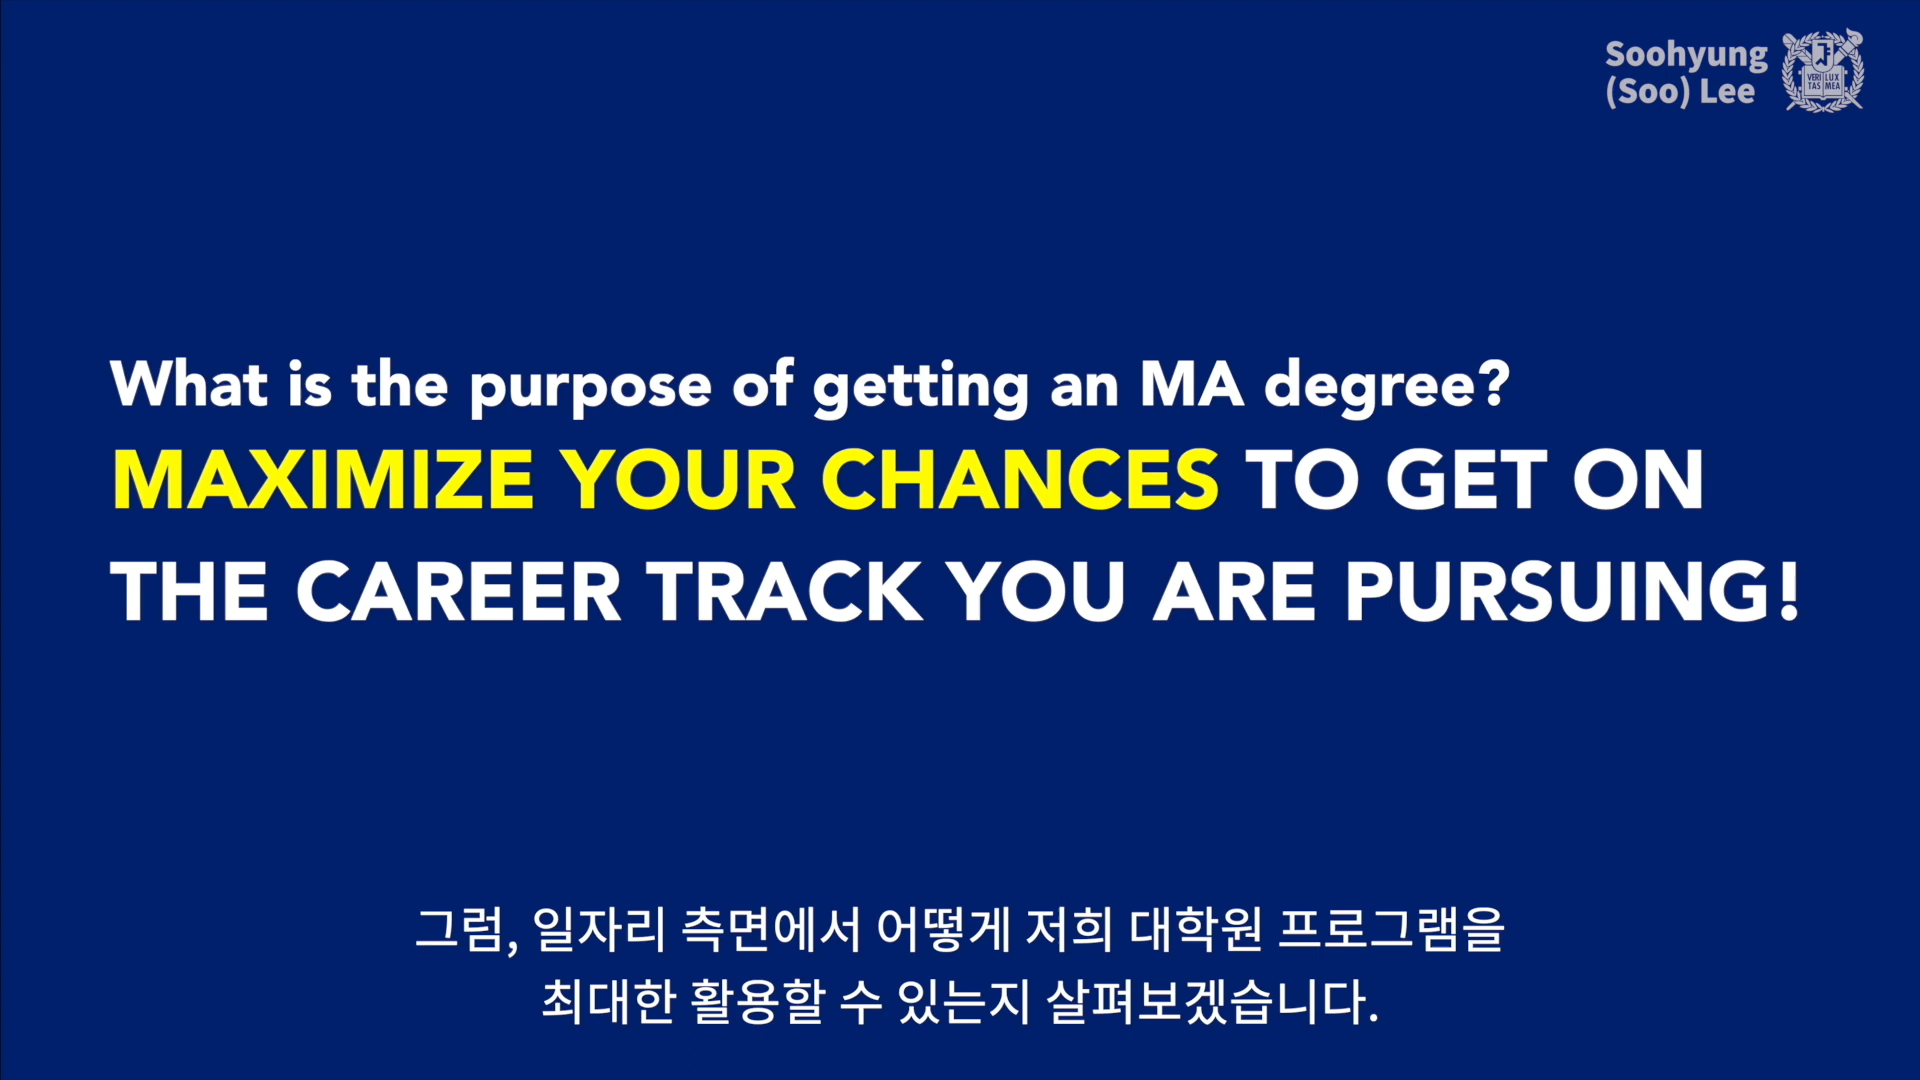 Soohyung
(Soo) Lee
VERI LUX
TAS MEA
What is the purpose of getting an MA degree?
MAXIMIZE YOUR CHANCES TO GET ON
THE CAREER TRACK YOU ARE PURSUING!
그럼, 일자리 측면에서 어떻게 저희 대학원 프로그램을
최대한 활용할 수 있는지 살펴보겠습니다.